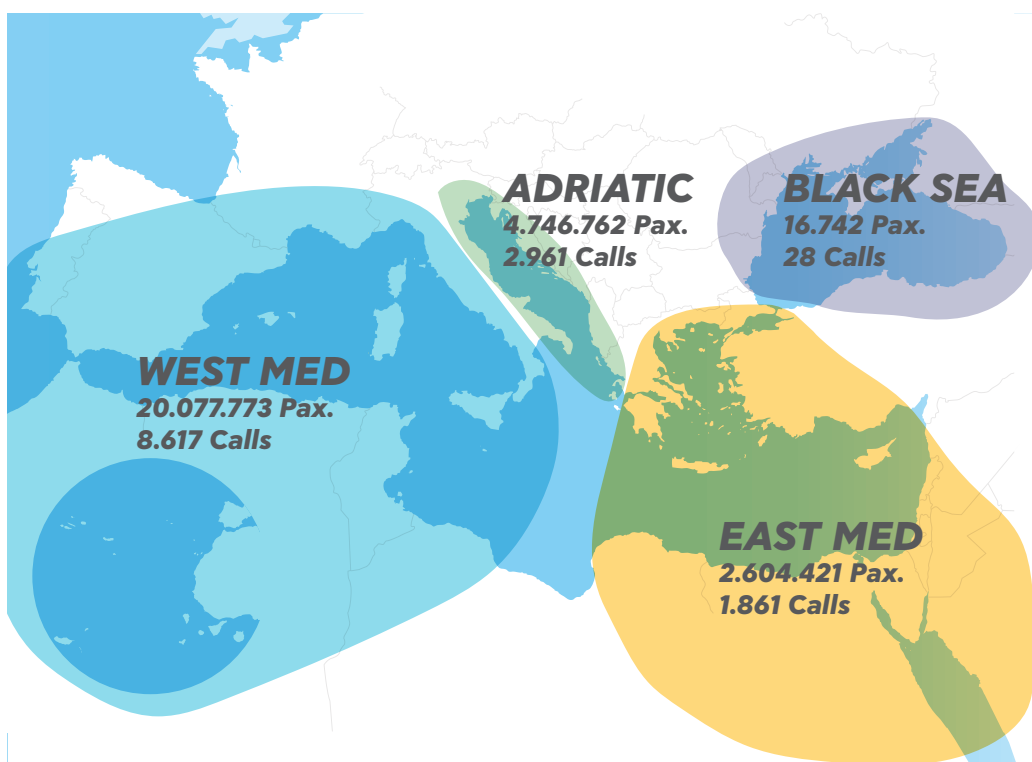 ADRIATIC
4.746.762 Pax.
2.961 Calls
BLACK SEA
16.742 Pax.
28 Calls
WEST MED
20.077.773 Pax.
8.617 Calls
EAST MED
2.604.421 Pax.
1.861 Calls